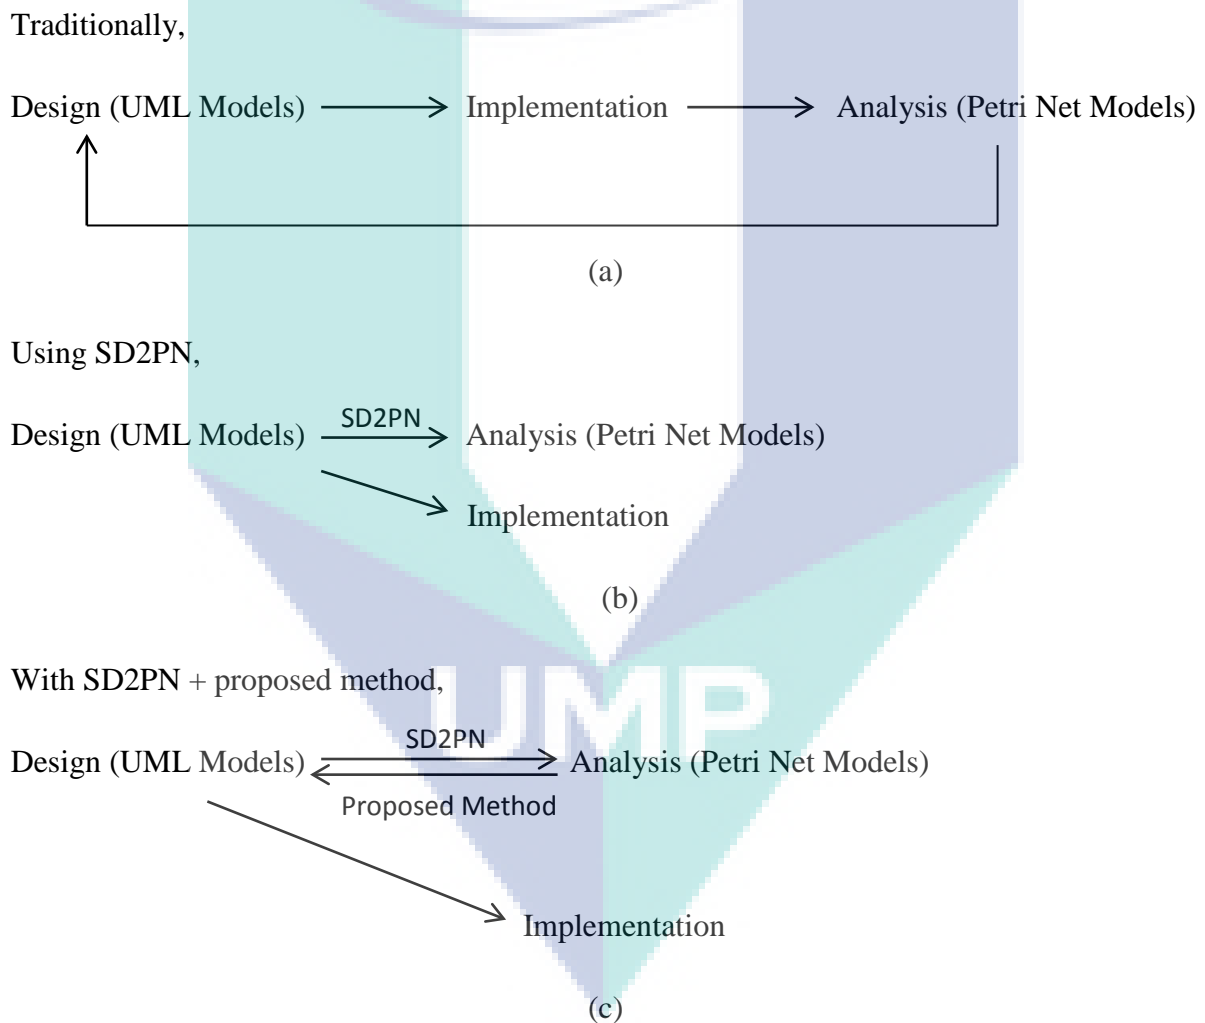 Traditionally,
Design (UML Models) Implementation Analysis (Petri Net Models)
(a)
Using SD2PN,
SD2PN
Design (UML Models) Analysis (Petri Net Models)
Implementation
(b)
With SD2PN + proposed method,
UMP
SD2PN
Design (UML Models) Analysis (Petri Net Models)
Proposed Method
Implementation
(c)